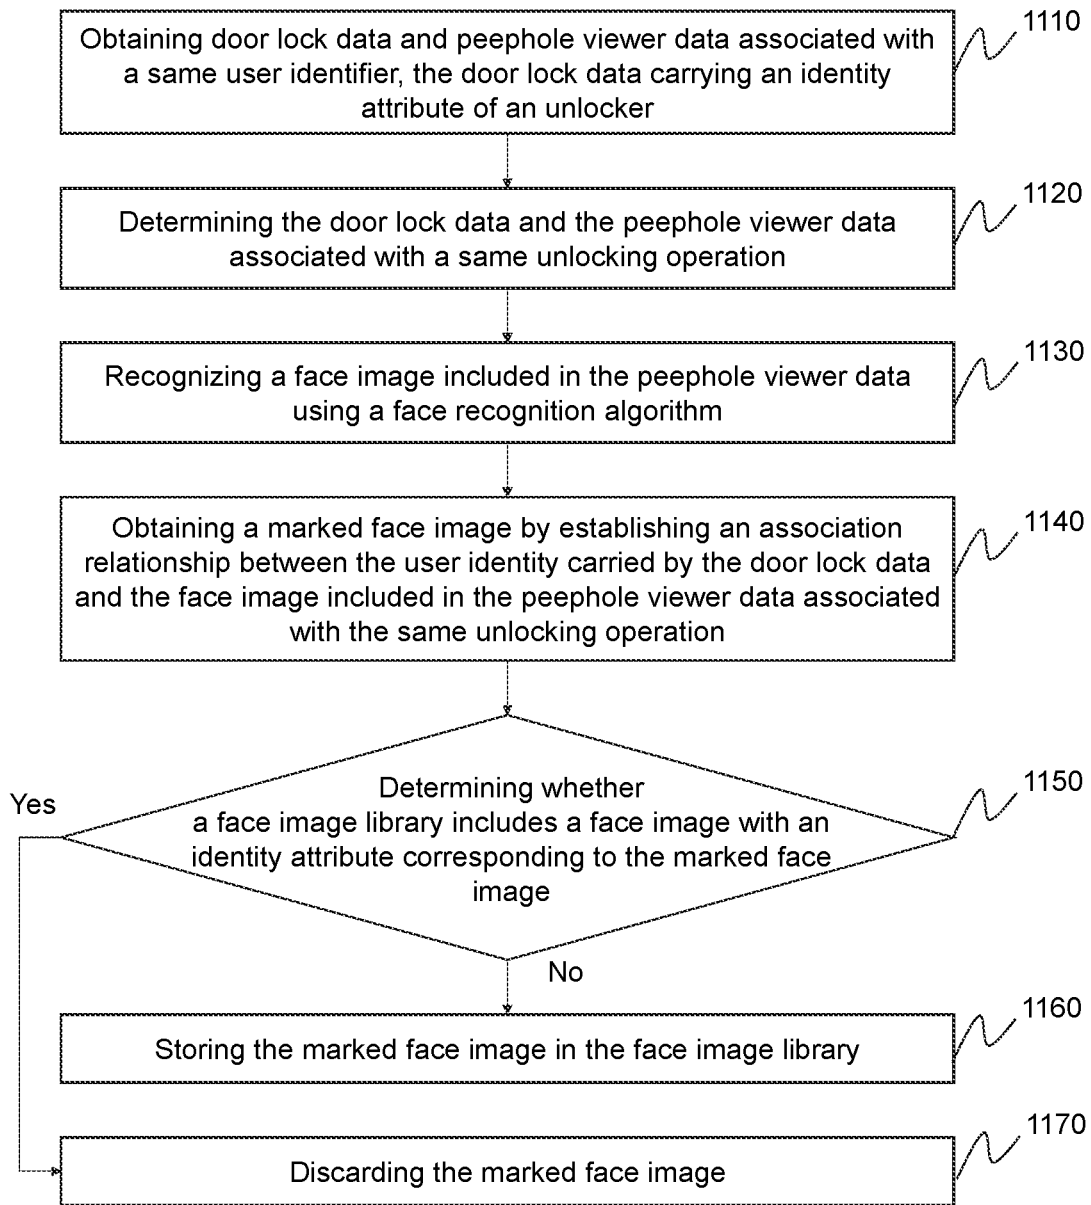 Obtaining door lock data and peephole viewer data associated with
a same user identifier, the door lock data carrying an identity
attribute of an unlocker
1110
Determining the door lock data and the peephole viewer data
associated with a same unlocking operation
1120
Recognizing a face image included in the peephole viewer data
using a face recognition algorithm
1130
Obtaining a marked face image by establishing an association
relationship between the user identity carried by the door lock data
and the face image included in the peephole viewer data associated
with the same unlocking operation
1140
Determining whether
a face image library includes a face image with an
identity attribute corresponding to the marked face
image
1150
Yes
No
Storing the marked face image in the face image library
1160
Discarding the marked face image
1170